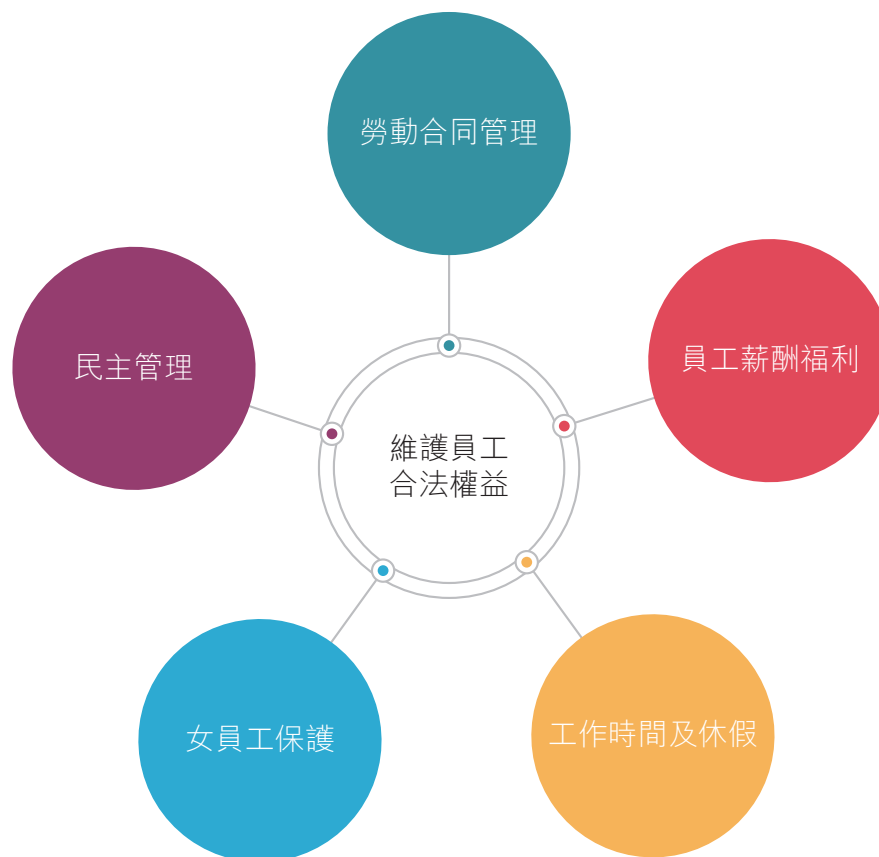 勞動合同管理
員工薪酬福利
民主管理
維護員工
合法權益
工作時間及休假
女員工保護